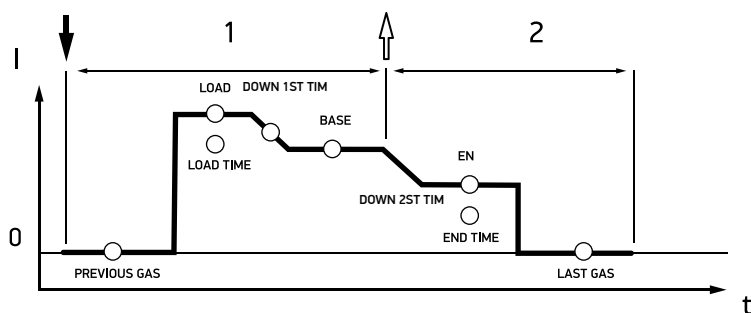 1
2
I
LOAD
DOWN 1ST TIM
BASE
LOAD TIME
EN
DOWN 2ST TIM
0
END TIME
PREVIOUS GAS
LAST GAS
t